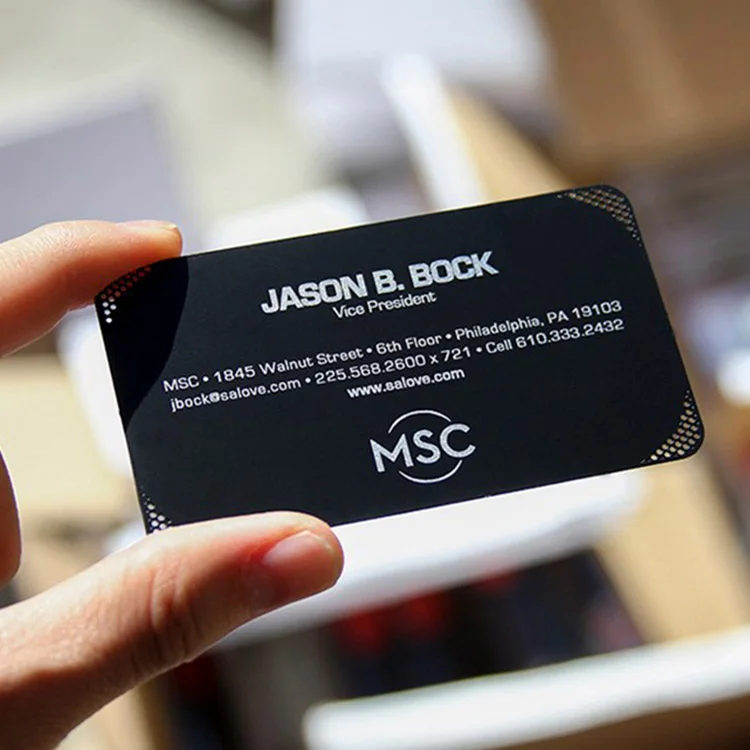 JASON B. BOCK
Vice President
MSC • 1845 Walnut Street • 6th Floor • Philadelphia, PA 19103
jbock@salove.com • 225.568.2600 x 721 • Cell 610.333.2432
www.salove.com
MSC